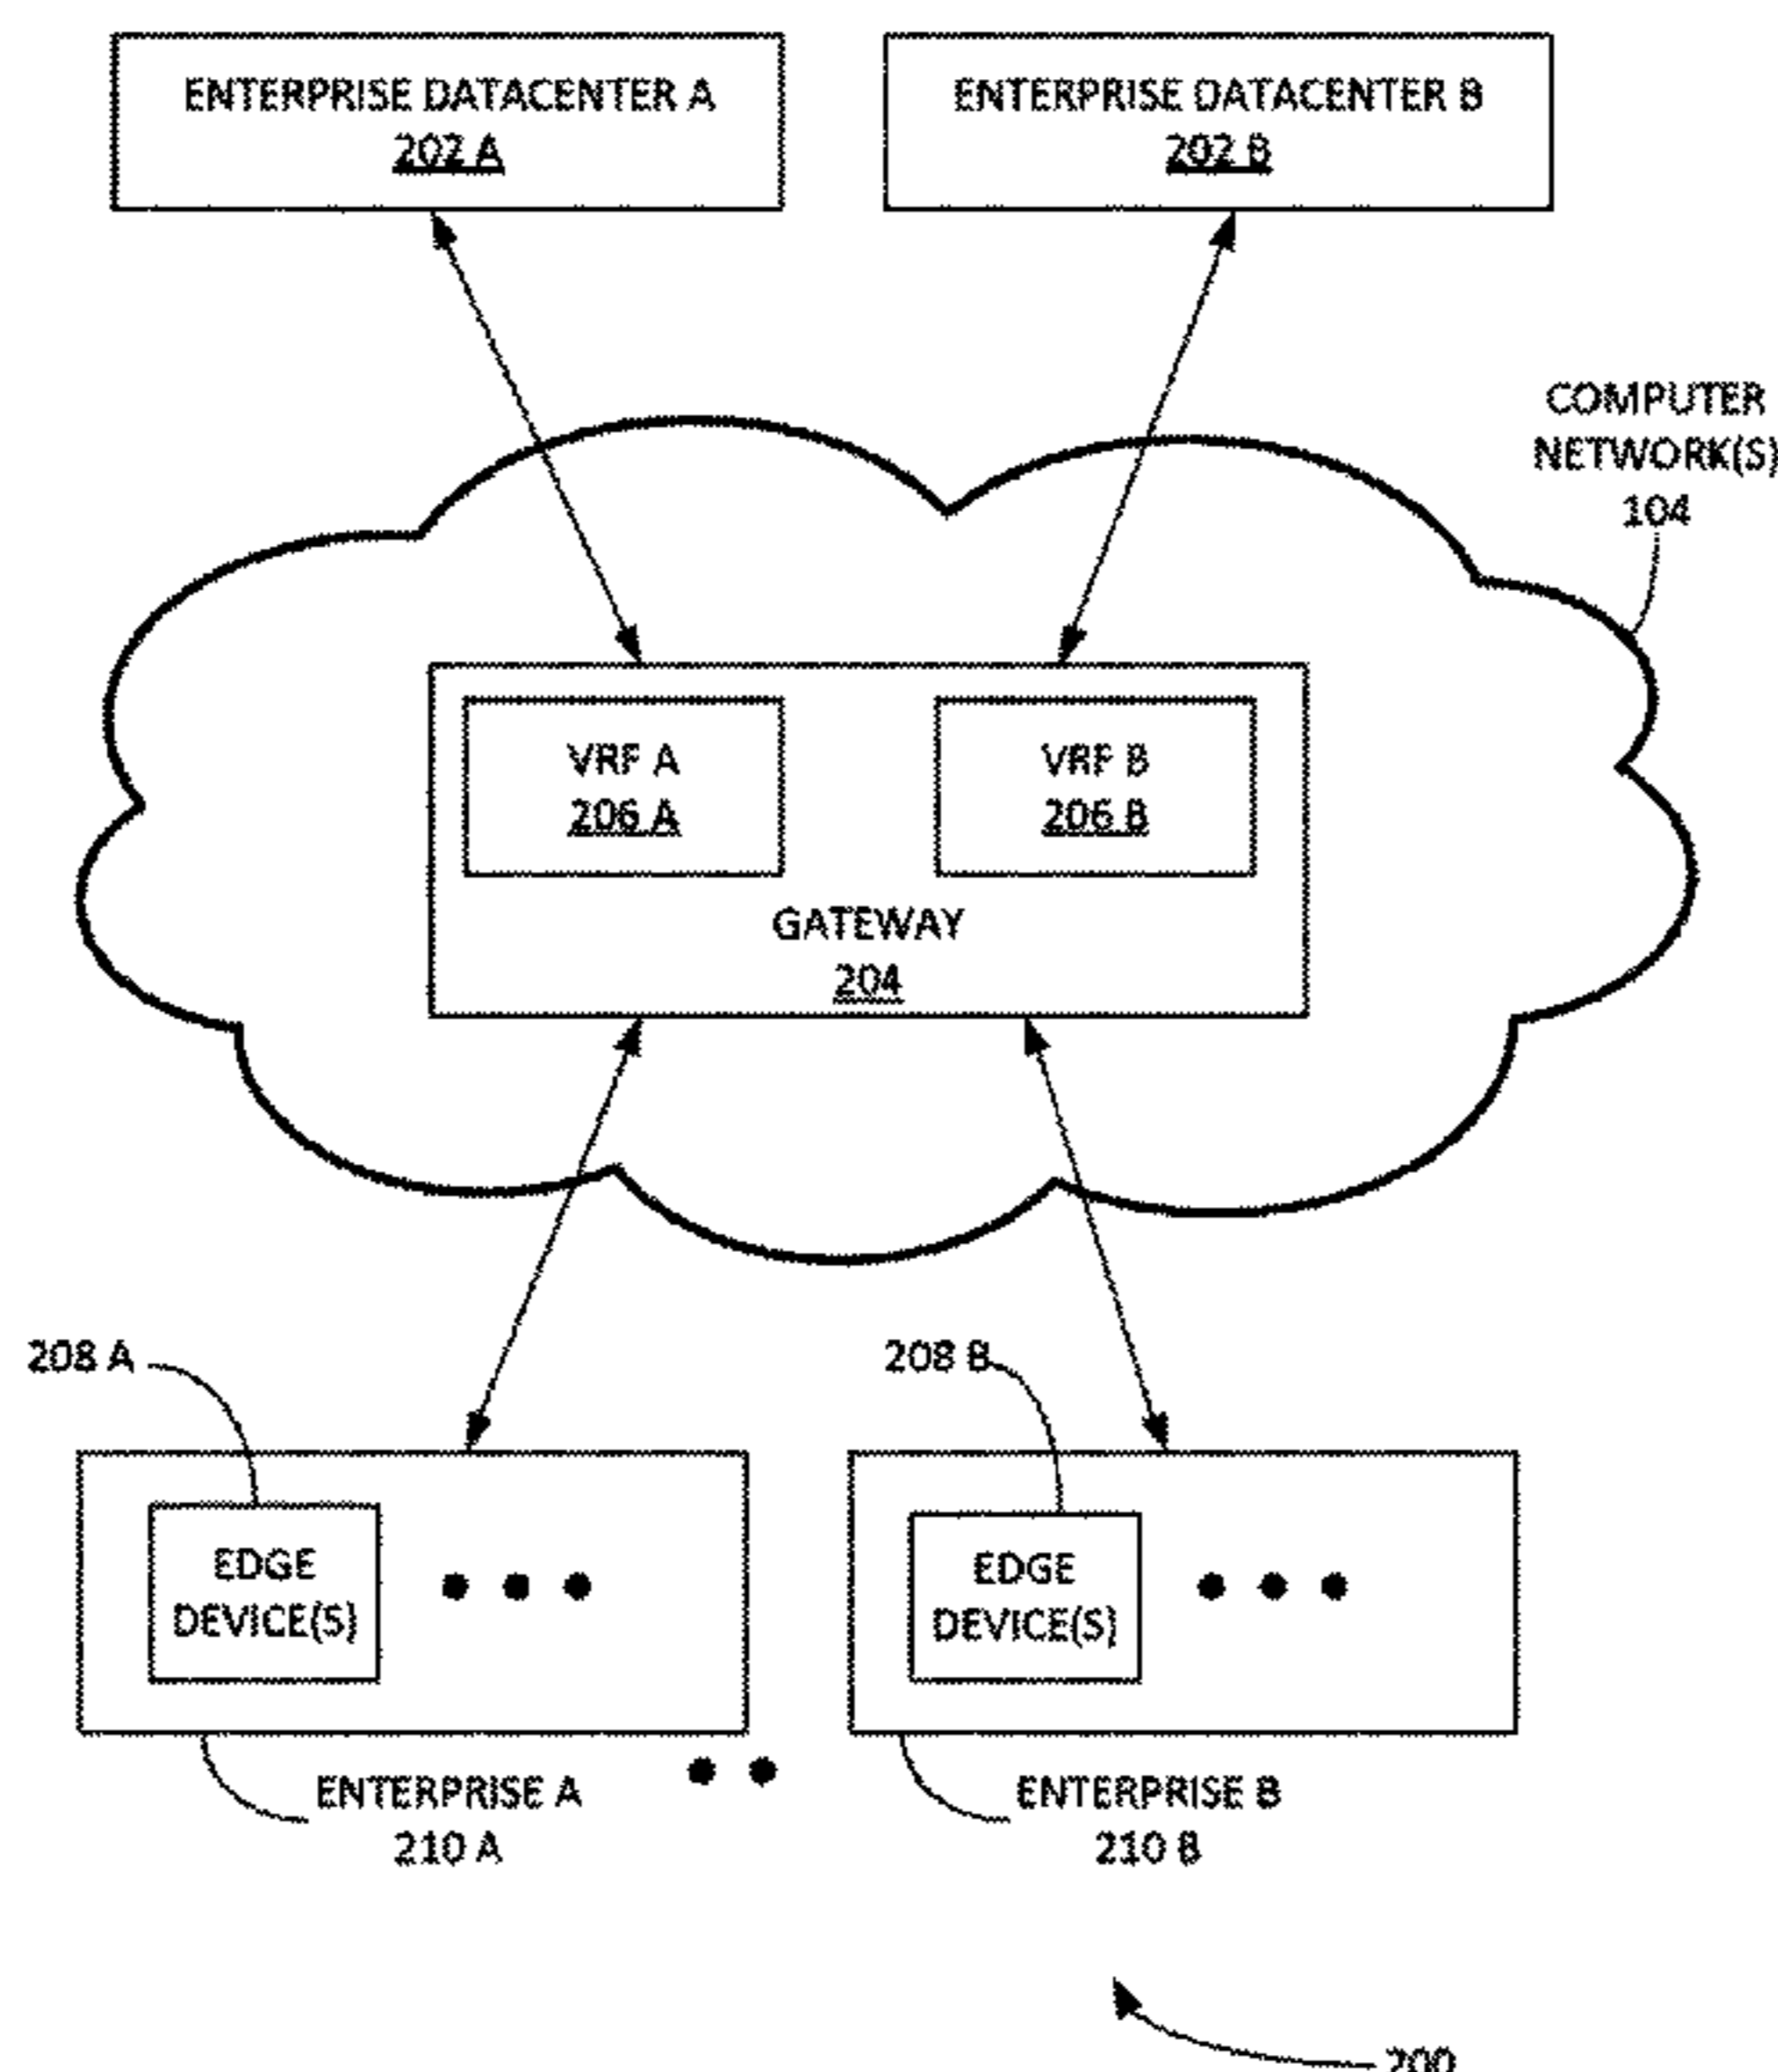 ENTERPRISE DATACENTER A
202 A
ENTERPRISE DATACENTER B
202 B
COMPUTER
NETWORK(S)
104
VRF A
206 A
VRF B
206 B
GATEWAY
204
208 A
208 B
EDGE
DEVICE(S)
EDGE
DEVICE(S)
ENTERPRISE A
210 A
ENTERPRISE B
210 B
200